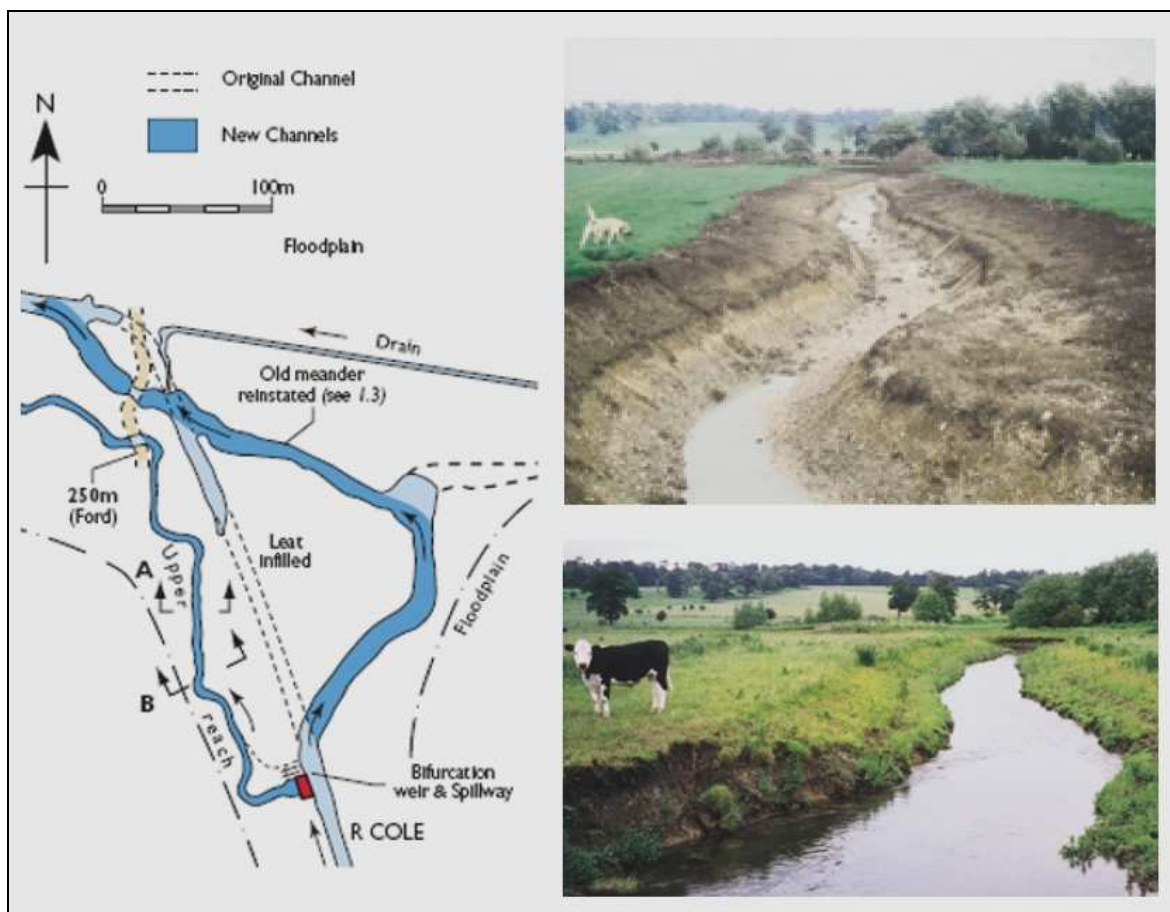 Original Channel
N
New Channels
0 100m
Floodplain
Drain
Old meander
reinstated (see 1.3)
250m
(Ford)
Leat
infilled
Upper
A
Floodplain
B
reach
Bifurcation
weir & Spillway
R COLE